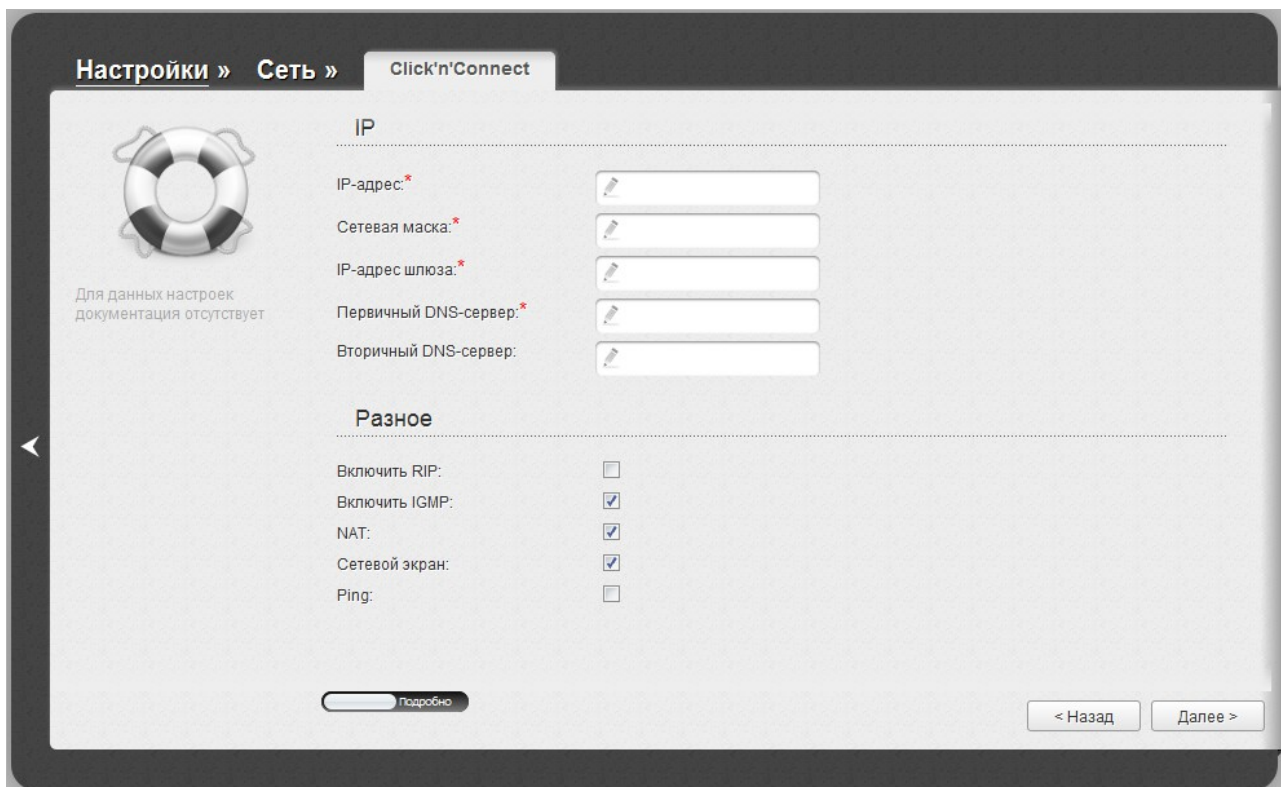 Настройки » Сеть » Click'n'Connect
IP
IP-адрес:*
Сетевая маска:*
IP-адрес шлюза:*
Для данных настроек
документация отсутствует
Первичный DNS-сервер:*
Вторичный DNS-сервер:
Разное
Включить RIP:
Включить IGMP:
NAT:
Сетевой экран:
Ping:
Подробно
< Назад
Далее >